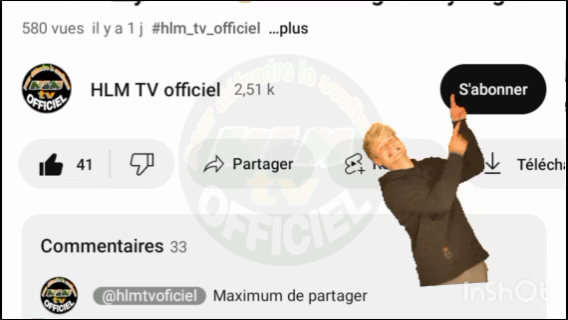 580 vues il y a 1 j #hlm_tv_officiel ...plus
HLM TV officiel 2,51 k
S'abonner
41
Partager
Téléch
Commentaires 33
@hlmtvoficiel Maximum de partager
OFFICIEL
InShOt